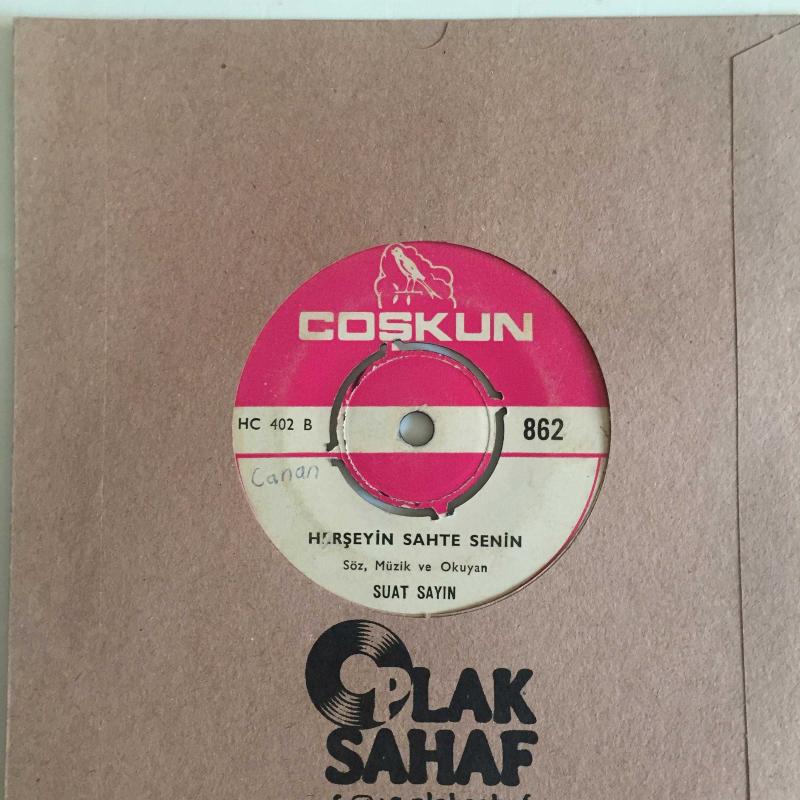 COŞKUN
HC 402 B
862
Canan
HERŞEYİN SAHTE SENİN
Söz, Müzik ve Okuyan
SUAT SAYIN
PLAK
SAHAF